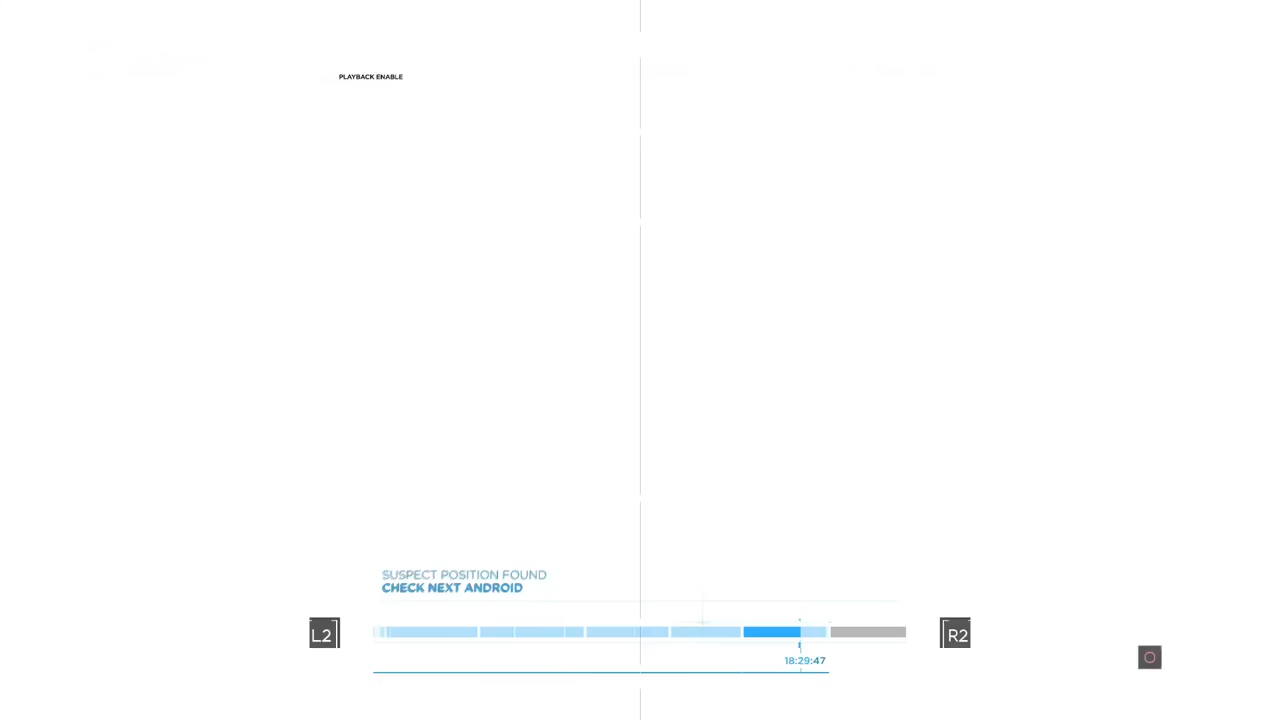 PLAYBACK ENABLE
SUSPECT POSITION FOUND
CHECK NEXT ANDROID
L2
R2
18:29:47